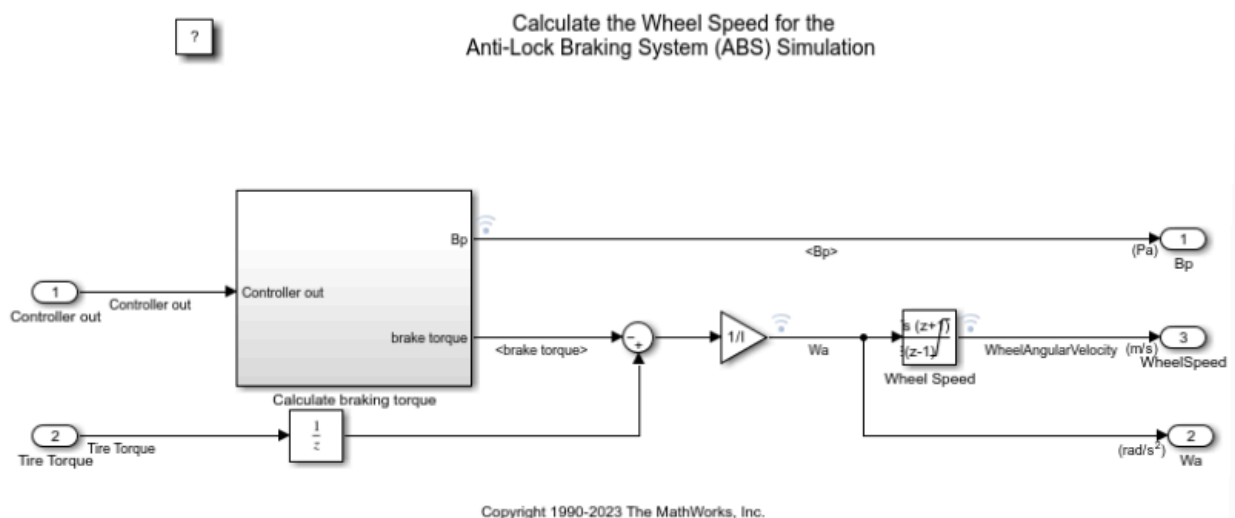 ?
Calculate the Wheel Speed for the
Anti-Lock Braking System (ABS) Simulation
Bp
<Bp>
(Pa)
1
Bp
1
Controller out
Controller out
Controller out
brake torque
<brake torque>
Calculate braking torque
−
+
1/I
Wa
s (z+1)
(z-1)
Wheel Speed
WheelAngularVelocity
(m/s)
3
WheelSpeed
2
Tire Torque
Tire Torque
1
z
(rad/s²)
2
Wa
Copyright 1990-2023 The MathWorks, Inc.